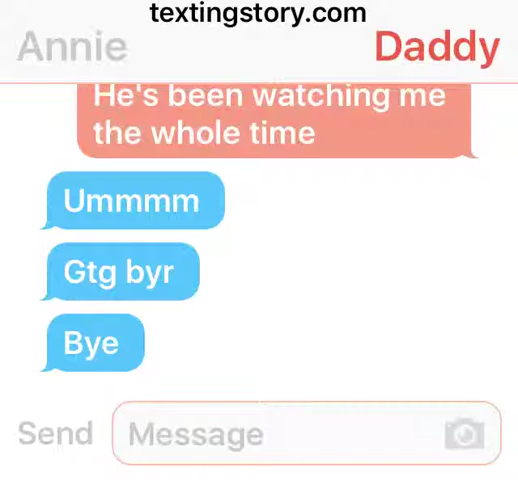 textingstory.com
Annie
Daddy
He's been watching me
the whole time
Ummmm
Gtg byr
Bye
Send
Message